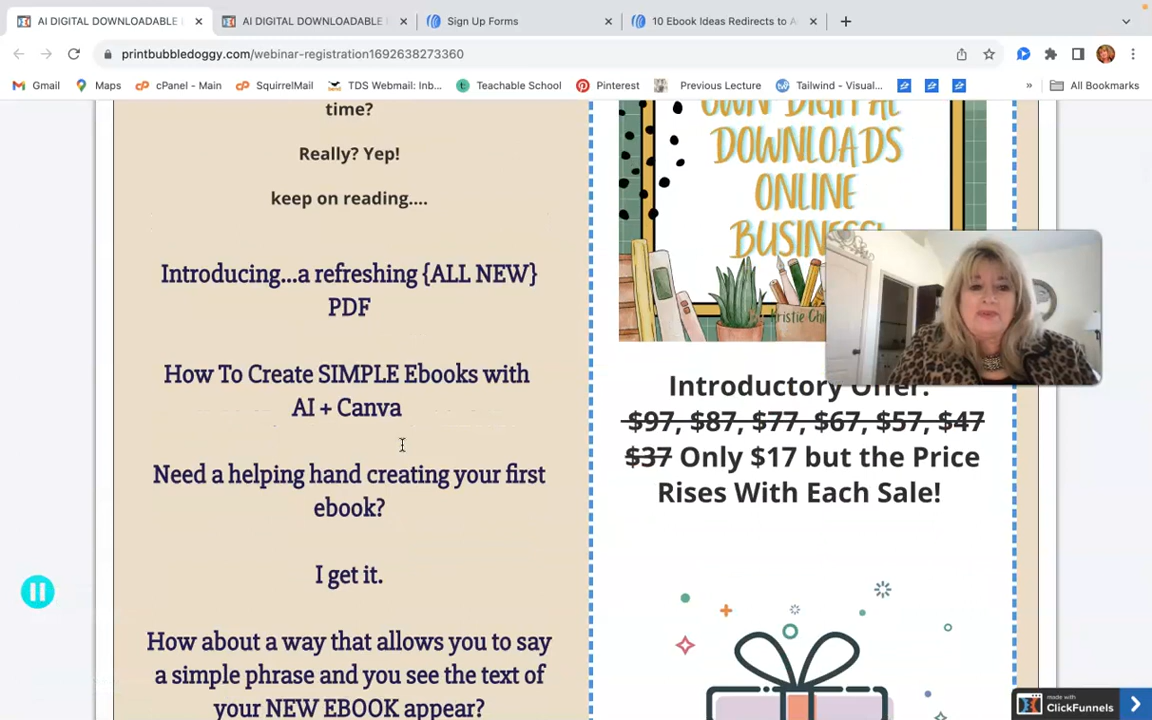 AI DIGITAL DOWNLOADABLE
AI DIGITAL DOWNLOADABLE
Sign Up Forms
10 Ebook Ideas Redirects to A
printbubbledoggy.com/webinar-registration1692638273360
Gmail
Maps
cPanel - Main
SquirrelMail
TDS Webmail: Inb...
Teachable School
Pinterest
Previous Lecture
Tailwind - Visual...
»
All Bookmarks
time?
Really? Yep!
keep on reading....
Introducing...a refreshing {ALL NEW}
PDF
How To Create SIMPLE Ebooks with
AI + Canva
Need a helping hand creating your first
ebook?
I get it.
How about a way that allows you to say
a simple phrase and you see the text of
your NEW EBOOK appear?
OWN DIGITAL
DOWNLOADS
ONLINE
BUSINESS!
Introductory Offer:
$97, $87, $77, $67, $57, $47
$37 Only $17 but the Price
Rises With Each Sale!
made with
ClickFunnels